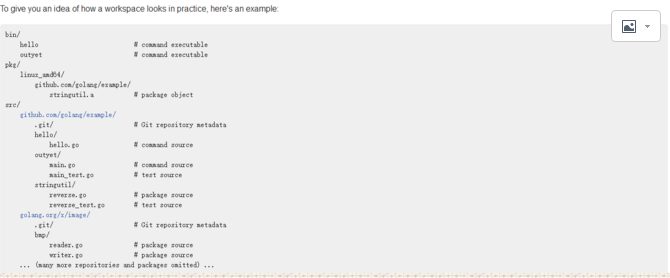 To give you an idea of how a workspace looks in practice, here's an example:
bin/
    hello                          # command executable
    outyet                         # command executable
pkg/
    linux_amd64/
        github.com/golang/example/
            stringutil.a           # package object
src/
    github.com/golang/example/
        .git/                      # Git repository metadata
        hello/
            hello.go               # command source
        outyet/
            main.go                # command source
            main_test.go           # test source
        stringutil/
            reverse.go             # package source
            reverse_test.go        # test source
    golang.org/x/image/
        .git/                      # Git repository metadata
        bmp/
            reader.go              # package source
            writer.go              # package source
    ... (many more repositories and packages omitted) ...